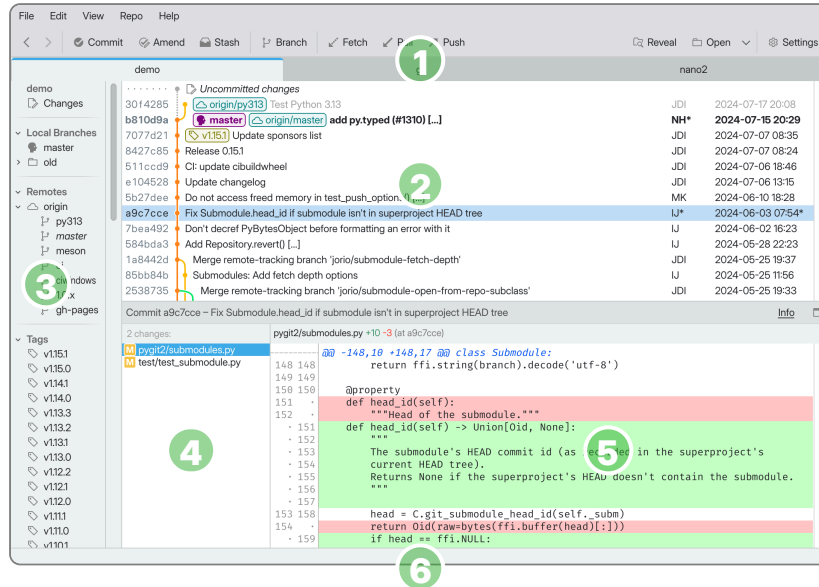 File Edit View Repo Help
Commit Amend Stash Branch Fetch Push Reveal Open Settings
1
demo nano2
demo
Changes
Local Branches
master
old
Remotes
origin
py313
master
meson
windows
.x
gh-pages
3
Tags
v1.15.1
v1.15.0
v1.14.1
v1.14.0
v1.13.3
v1.13.2
v1.13.1
v1.13.0
v1.12.2
v1.12.1
v1.12.0
v1.11.1
v1.11.0
v1.10.1
Uncommitted changes
30f4285 origin/py313 Test Python 3.13 JDI 2024-07-17 20:08
b810d9a master origin/master add py.typed (#1310) [...] NH* 2024-07-15 20:29
7077d21 v1.15.1 Update sponsors list JDI 2024-07-07 08:35
8427c85 Release 0.15.1 JDI 2024-07-07 08:24
511ccd9 CI: update cibuildwheel JDI 2024-07-06 18:46
e104528 Update changelog JDI 2024-07-06 13:15
5b27dee Do not access freed memory in test_push_option. MK 2024-06-10 18:28
2
a9c7cce Fix Submodule.head_id if submodule isn't in superproject HEAD tree IJ* 2024-06-03 07:54*
7bea492 Don't decref PyBytesObject before formatting an error with it IJ 2024-06-02 16:23
584bda3 Add Repository.revert() [...] IJ 2024-05-28 22:23
1a8442d Merge remote-tracking branch 'jorio/submodule-fetch-depth' JDI 2024-05-25 19:37
85bb84b Submodules: Add fetch depth options IJ 2024-05-25 11:56
2538735 Merge remote-tracking branch 'jorio/submodule-open-from-repo-subclass' JDI 2024-05-25 19:33
Commit a9c7cce – Fix Submodule.head_id if submodule isn't in superproject HEAD tree Info
2 changes:
M pygit2/submodules.py
M test/test_submodule.py
4
pygit2/submodules.py +10 -3 (at a9c7cce)
@@ -148,10 +148,17 @@ class Submodule:
148 148 return ffi.string(branch).decode('utf-8')
149 149
150 150 @property
151 · def head_id(self):
152 · """Head of the submodule."""
· 151 def head_id(self) -> Union[Oid, None]:
· 152 """
· 153 The submodule's HEAD commit id (as in the superproject's
· 154 current HEAD tree).
· 155 Returns None if the superproject's HEAD doesn't contain the submodule.
· 156 """
· 157
5
153 158 head = C.git_submodule_head_id(self._subm)
154 · return Oid(raw=bytes(ffi.buffer(head)[:]))
· 159 if head == ffi.NULL:
6